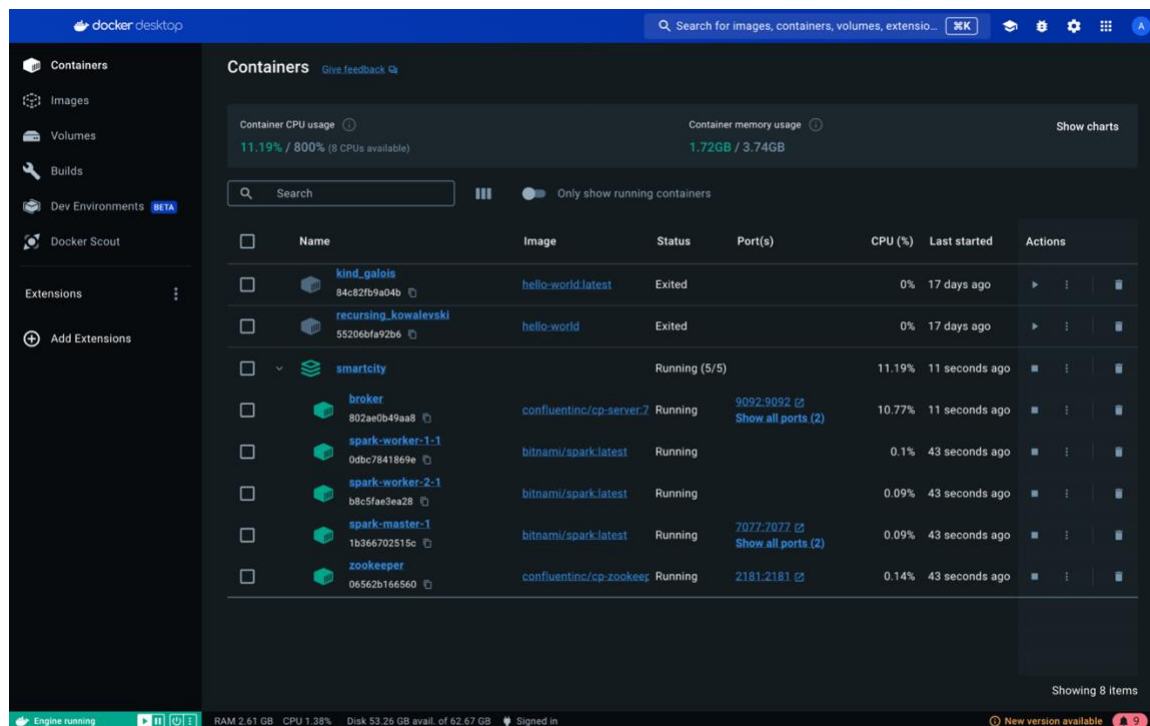 docker desktop
Search for images, containers, volumes, extensio... ⌘K
A
Containers
Images
Volumes
Builds
Dev Environments BETA
Docker Scout
Extensions
Add Extensions
Containers Give feedback
Container CPU usage
11.19% / 800% (8 CPUs available)
Container memory usage
1.72GB / 3.74GB
Show charts
Search
Only show running containers
Name Image Status Port(s) CPU (%) Last started Actions
kind_galois
84c82fb9a04b
hello-world:latest Exited 0% 17 days ago
recursing_kowalevski
55206bfa92b6
hello-world Exited 0% 17 days ago
smartcity Running (5/5) 11.19% 11 seconds ago
broker
802ae0b49aa8
confluentinc/cp-server:7 Running 9092:9092 10.77% 11 seconds ago
Show all ports (2)
spark-worker-1-1
0dbc7841869e
bitnami/spark:latest Running 0.1% 43 seconds ago
spark-worker-2-1
b8c5fae3ea28
bitnami/spark:latest Running 0.09% 43 seconds ago
spark-master-1
1b366702515c
bitnami/spark:latest Running 7077:7077 0.09% 43 seconds ago
Show all ports (2)
zookeeper
06562b166560
confluentinc/cp-zookeep Running 2181:2181 0.14% 43 seconds ago
Showing 8 items
Engine running
RAM 2.61 GB CPU 1.38% Disk 53.26 GB avail. of 62.67 GB Signed in
New version available 9